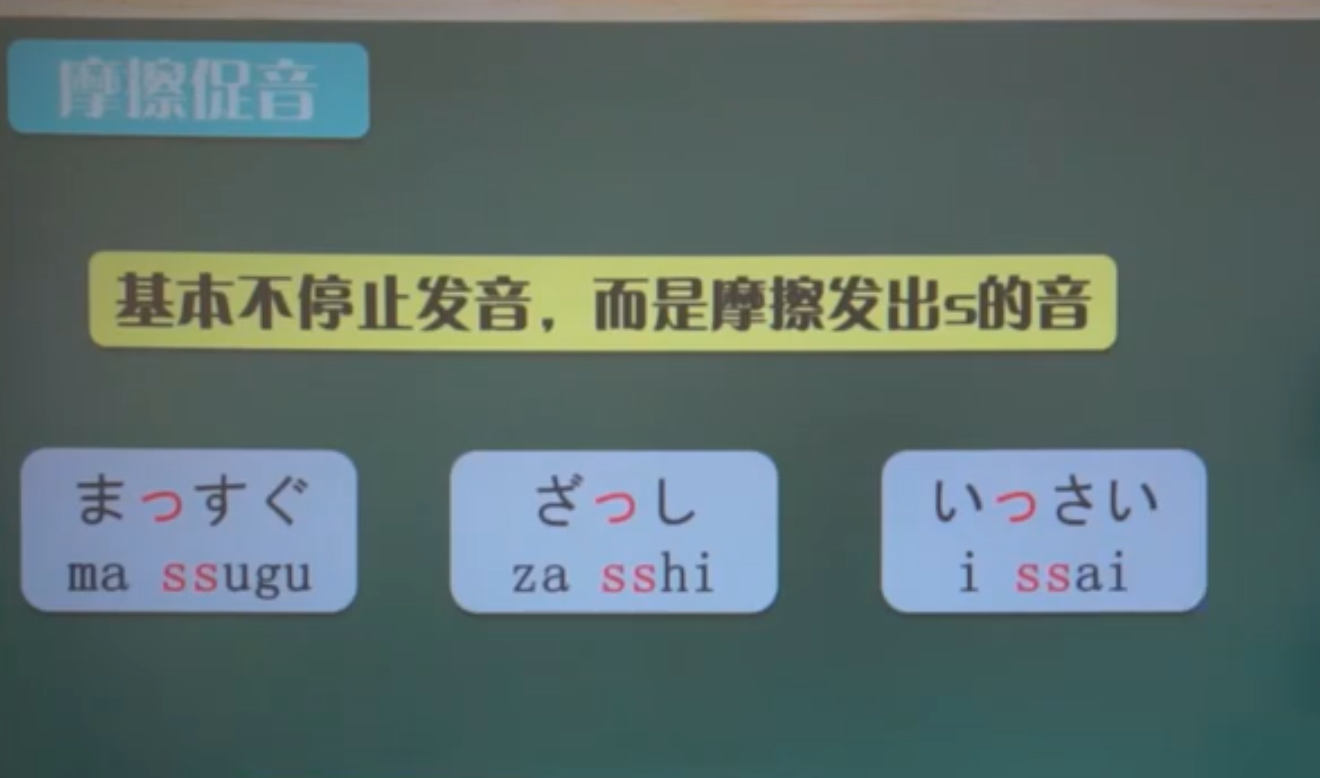 摩擦促音
基本不停止发音，而是摩擦发出s的音
まっすぐ
ma ssugu
ざっし
za sshi
いっさい
i ssai